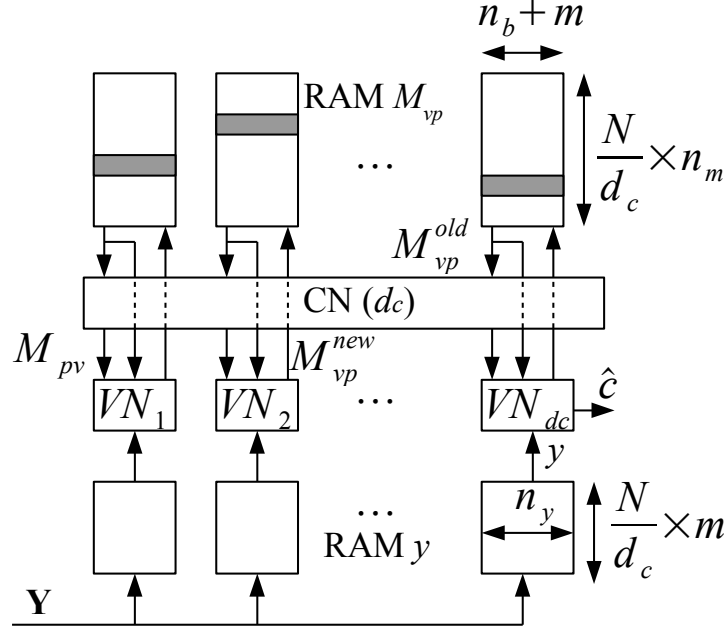 n_b + m
RAM M_vp
...
N/d_c × n_m
M_vp^old
CN (d_c)
M_pv
M_vp^new
VN_1
VN_2
...
VN_dc
ĉ
y
...
RAM y
n_y
N/d_c × m
Y